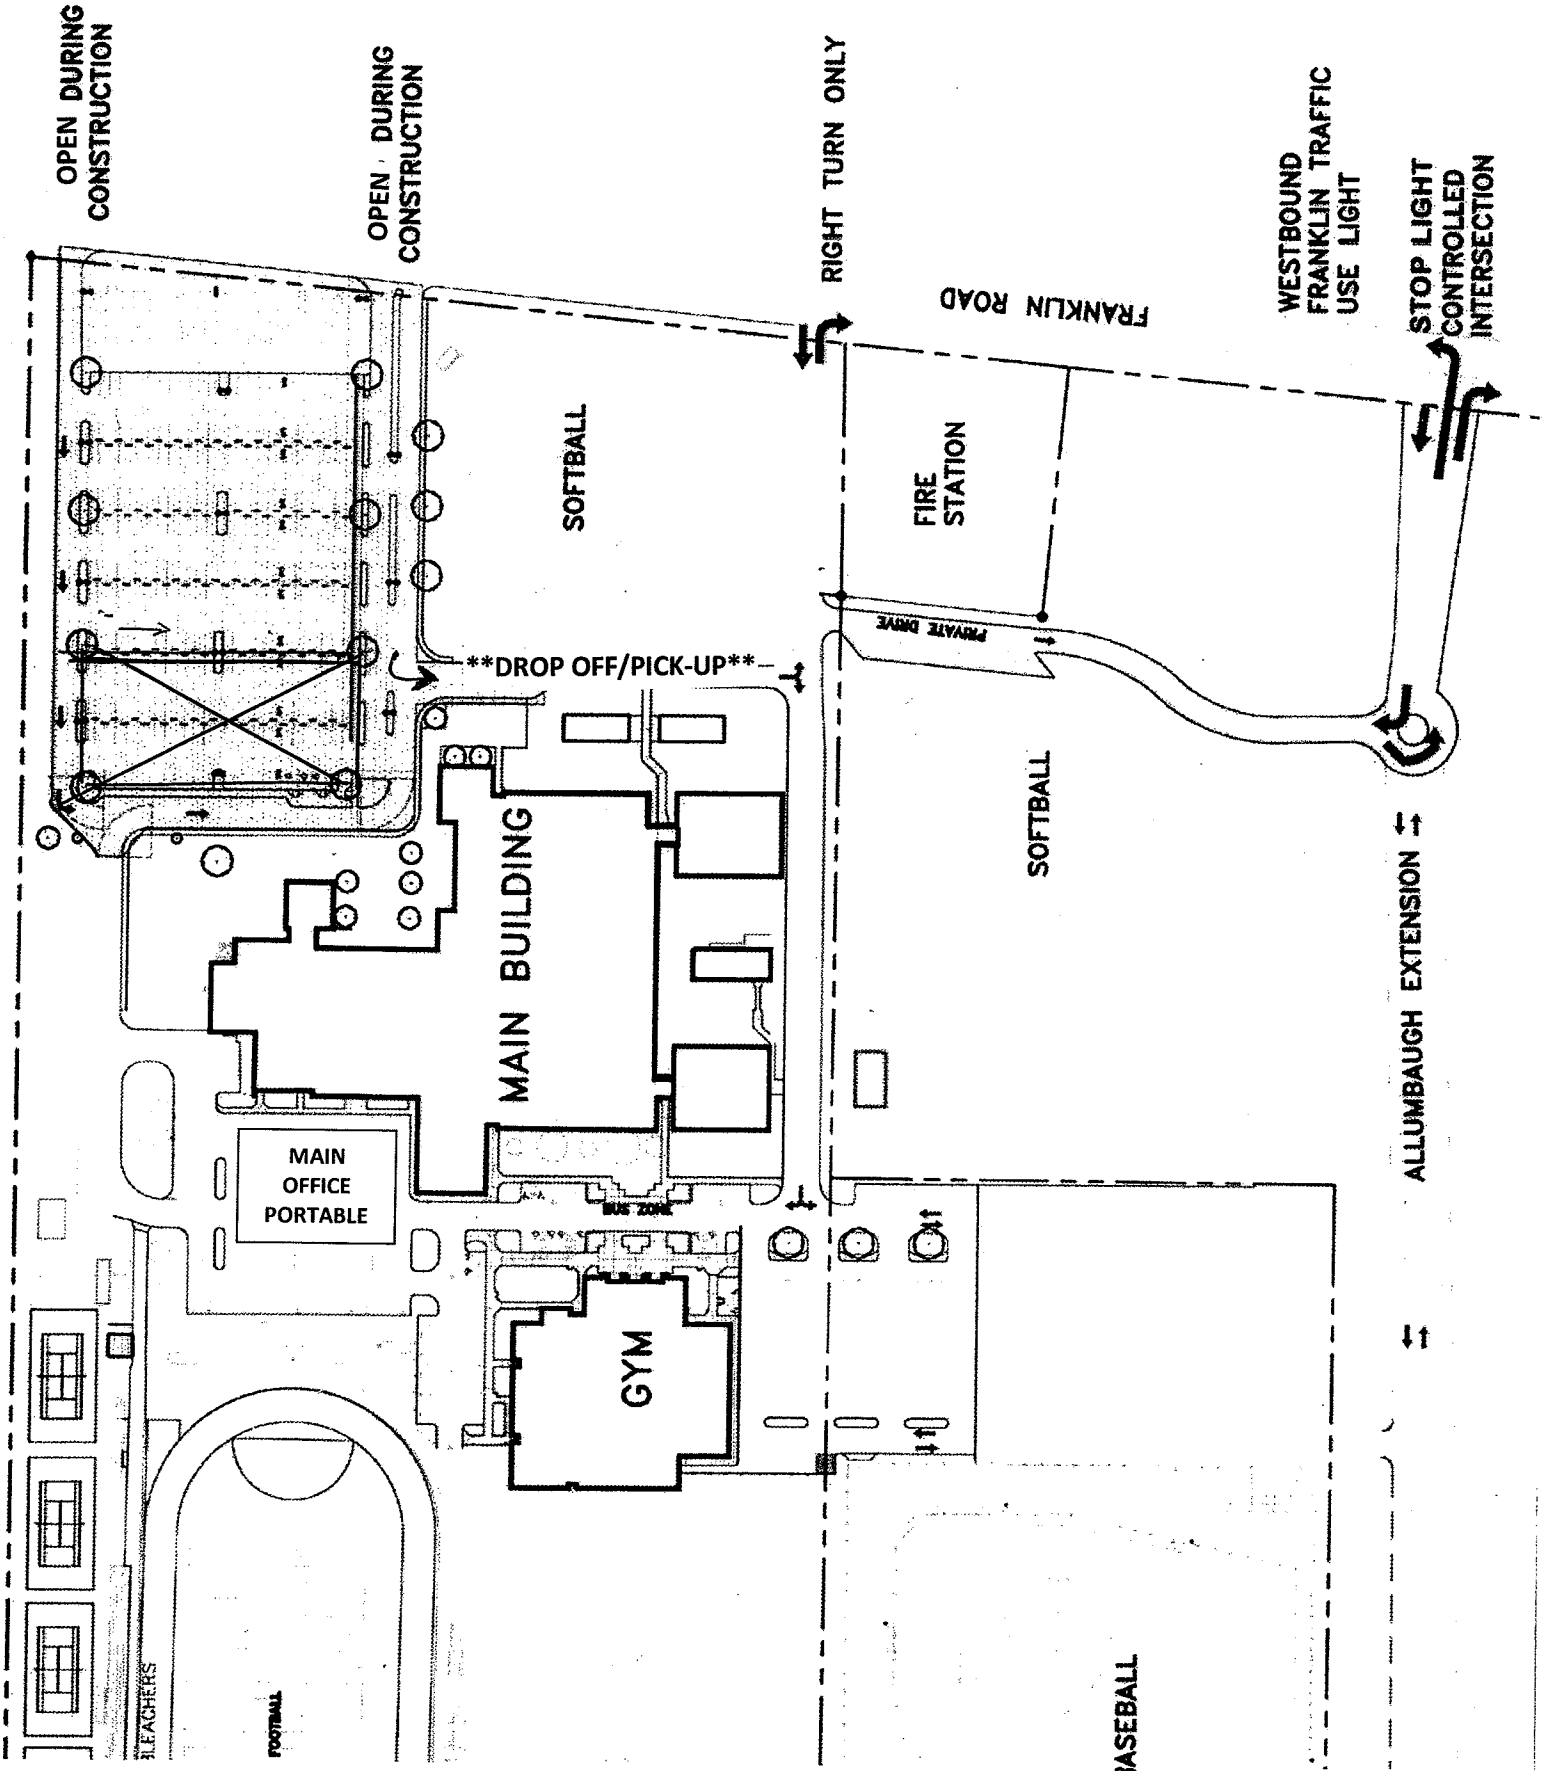 OPEN DURING
CONSTRUCTION
OPEN DURING
CONSTRUCTION
RIGHT TURN ONLY
FRANKLIN ROAD
WESTBOUND
FRANKLIN TRAFFIC
USE LIGHT
STOP LIGHT
CONTROLLED
INTERSECTION
SOFTBALL
FIRE
STATION
PRIVATE DRIVE
**DROP OFF/PICK-UP**
SOFTBALL
MAIN BUILDING
ALLUMBAUGH EXTENSION
MAIN
OFFICE
PORTABLE
BUS ZONE
GYM
BLEACHERS
FOOTBALL
BASEBALL